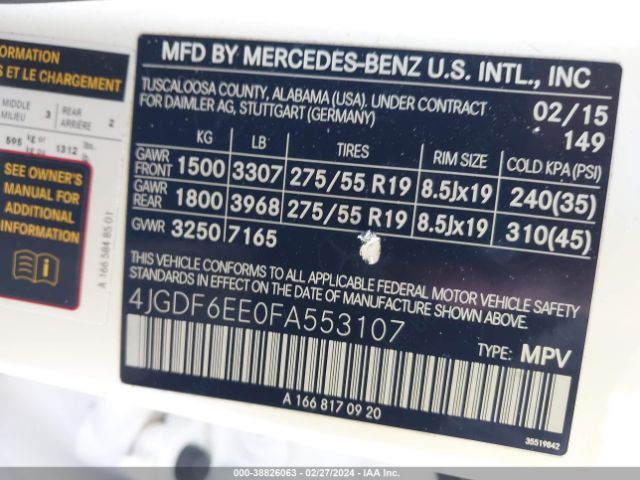 ORMATION
S ET LE CHARGEMENT
MIDDLE
MILIEU
3
REAR
ARRIÈRE
2
595 kg or 1312 lbs.
SEE OWNER'S
MANUAL FOR
ADDITIONAL
INFORMATION
A 166 584 85 01
MFD BY MERCEDES-BENZ U.S. INTL., INC
TUSCALOOSA COUNTY, ALABAMA (USA), UNDER CONTRACT
FOR DAIMLER AG, STUTTGART (GERMANY)
02/15
149
KG LB TIRES RIM SIZE COLD KPA (PSI)
GAWR
FRONT 1500 3307 275/55 R19 8.5Jx19 240(35)
GAWR
REAR 1800 3968 275/55 R19 8.5Jx19 310(45)
GVWR 3250 7165
THIS VEHICLE CONFORMS TO ALL APPLICABLE FEDERAL MOTOR VEHICLE SAFETY
STANDARDS IN EFFECT ON THE DATE OF MANUFACTURE SHOWN ABOVE.
4JGDF6EE0FA553107
TYPE: MPV
A 166 817 09 20
35519842
STOCK#: 38826063 - 02/27/2024 - IAA Inc.